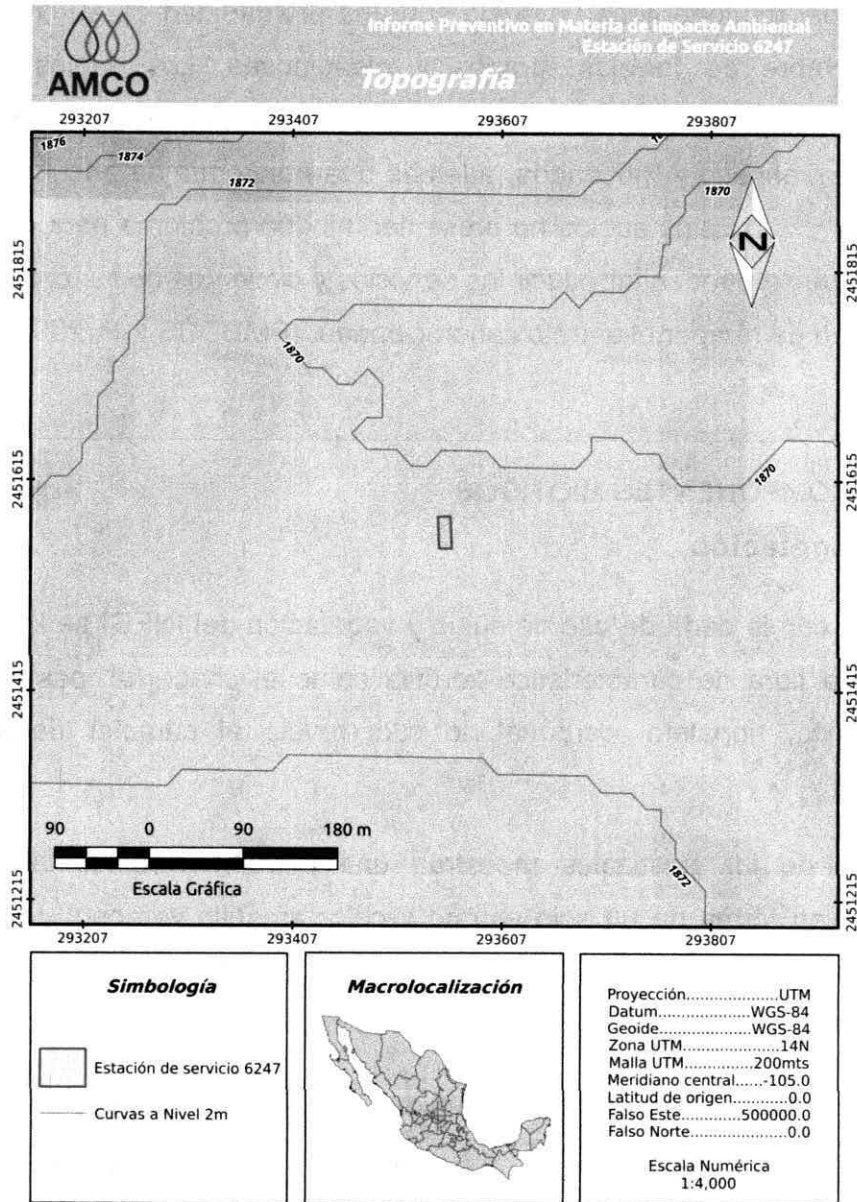 Informe Preventivo en Materia de Impacto Ambiental
Estación de Servicio 6247
AMCO
Topografía
293207 293407 293607 293807
1876
1874
1872
1870
2451815 2451815
N
1870
2451615 2451615
1870
2451415 2451415
90 0 90 180 m
Escala Gráfica
1872
2451215 2451215
293207 293407 293607 293807
Simbología
Estación de servicio 6247
Curvas a Nivel 2m
Macrolocalización
Proyección..................UTM
Datum..................WGS-84
Geoide..................WGS-84
Zona UTM..................14N
Malla UTM..............200mts
Meridiano central......-105.0
Latitud de origen...........0.0
Falso Este............500000.0
Falso Norte..................0.0
Escala Numérica
1:4,000